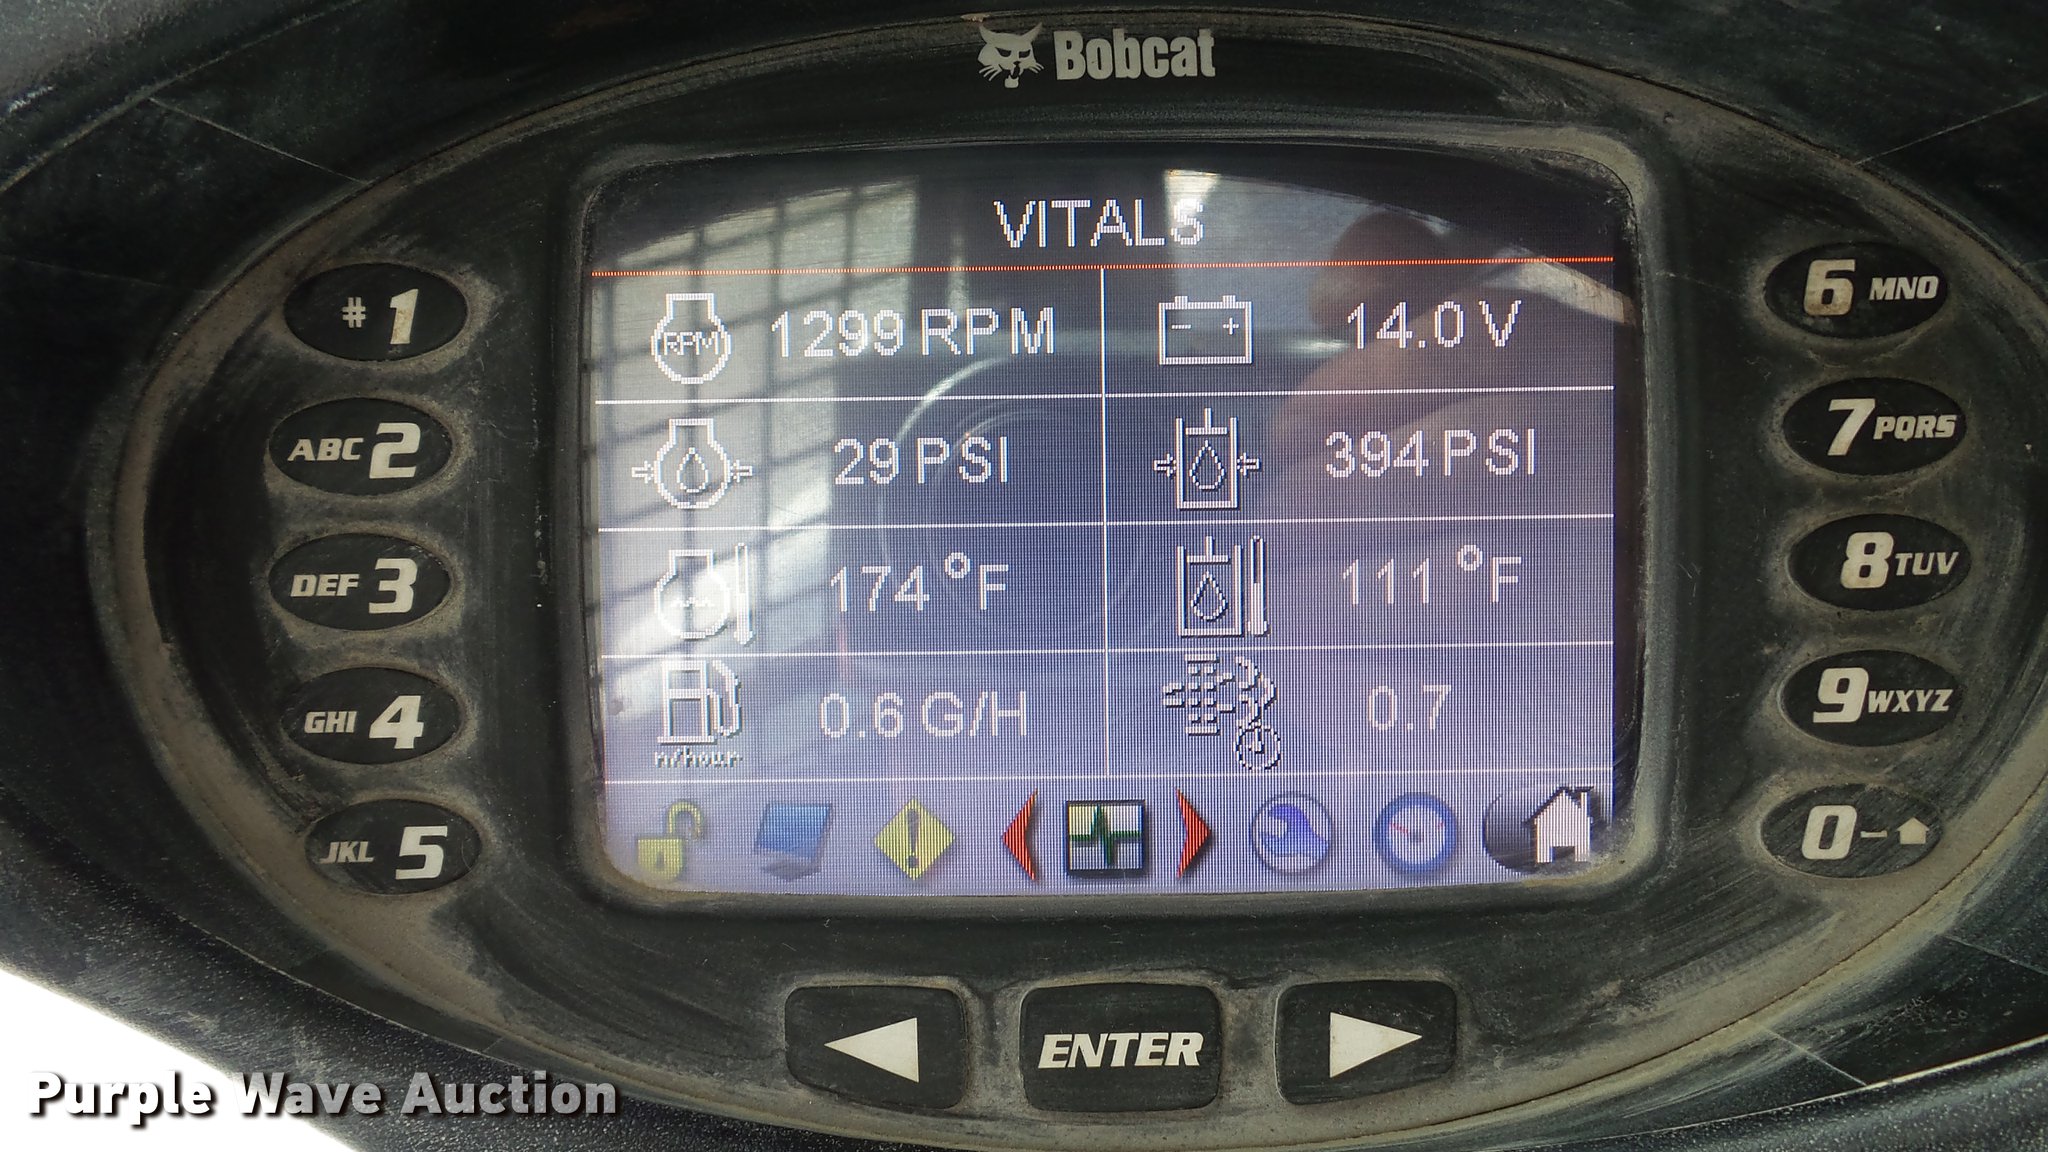 Bobcat
VITALS
RPM 1299 RPM
- + 14.0 V
29 PSI
394 PSI
174 °F
111 °F
0.6 G/H
n/hour
0.7
# 1
ABC 2
DEF 3
GHI 4
JKL 5
6 MNO
7 PQRS
8 TUV
9 WXYZ
0 -
ENTER
Purple Wave Auction